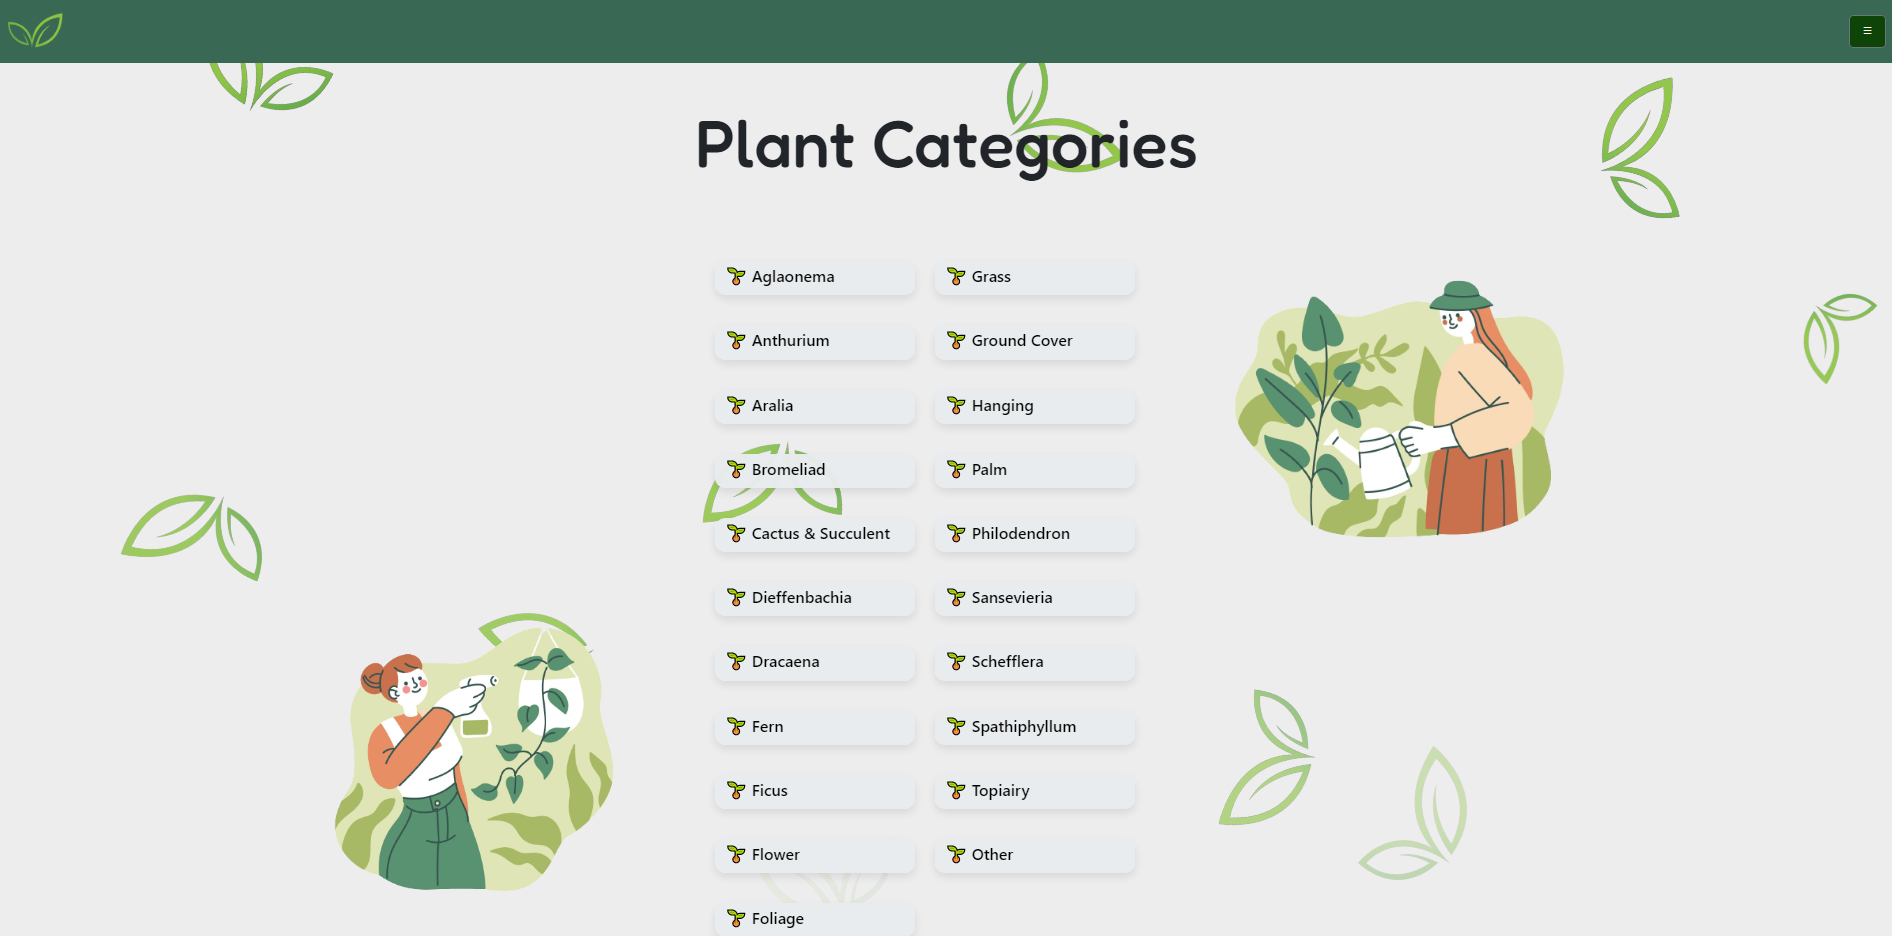 Plant Categories
Aglaonema
Anthurium
Aralia
Bromeliad
Cactus & Succulent
Dieffenbachia
Dracaena
Fern
Ficus
Flower
Foliage
Grass
Ground Cover
Hanging
Palm
Philodendron
Sansevieria
Schefflera
Spathiphyllum
Topiairy
Other